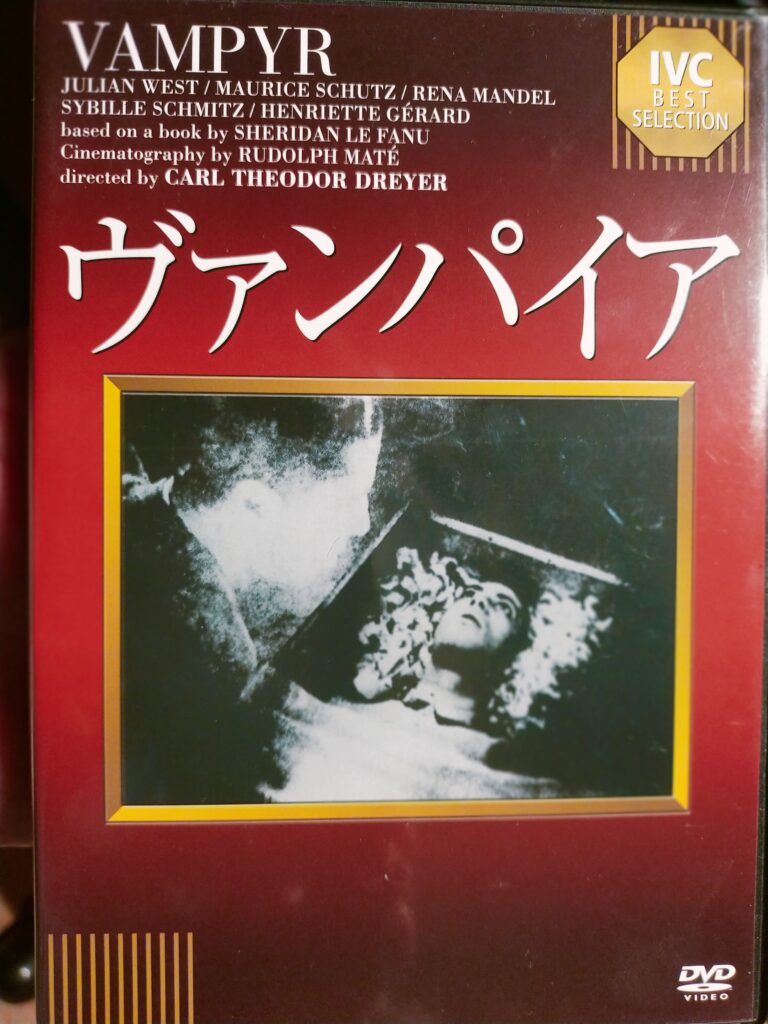 VAMPYR
JULIAN WEST / MAURICE SCHUTZ / RENA MANDEL
SYBILLE SCHMITZ / HENRIETTE GÉRARD
based on a book by SHERIDAN LE FANU
Cinematography by RUDOLPH MATÉ
directed by CARL THEODOR DREYER
IVC
BEST
SELECTION
ヴァンパイア
DVD
VIDEO